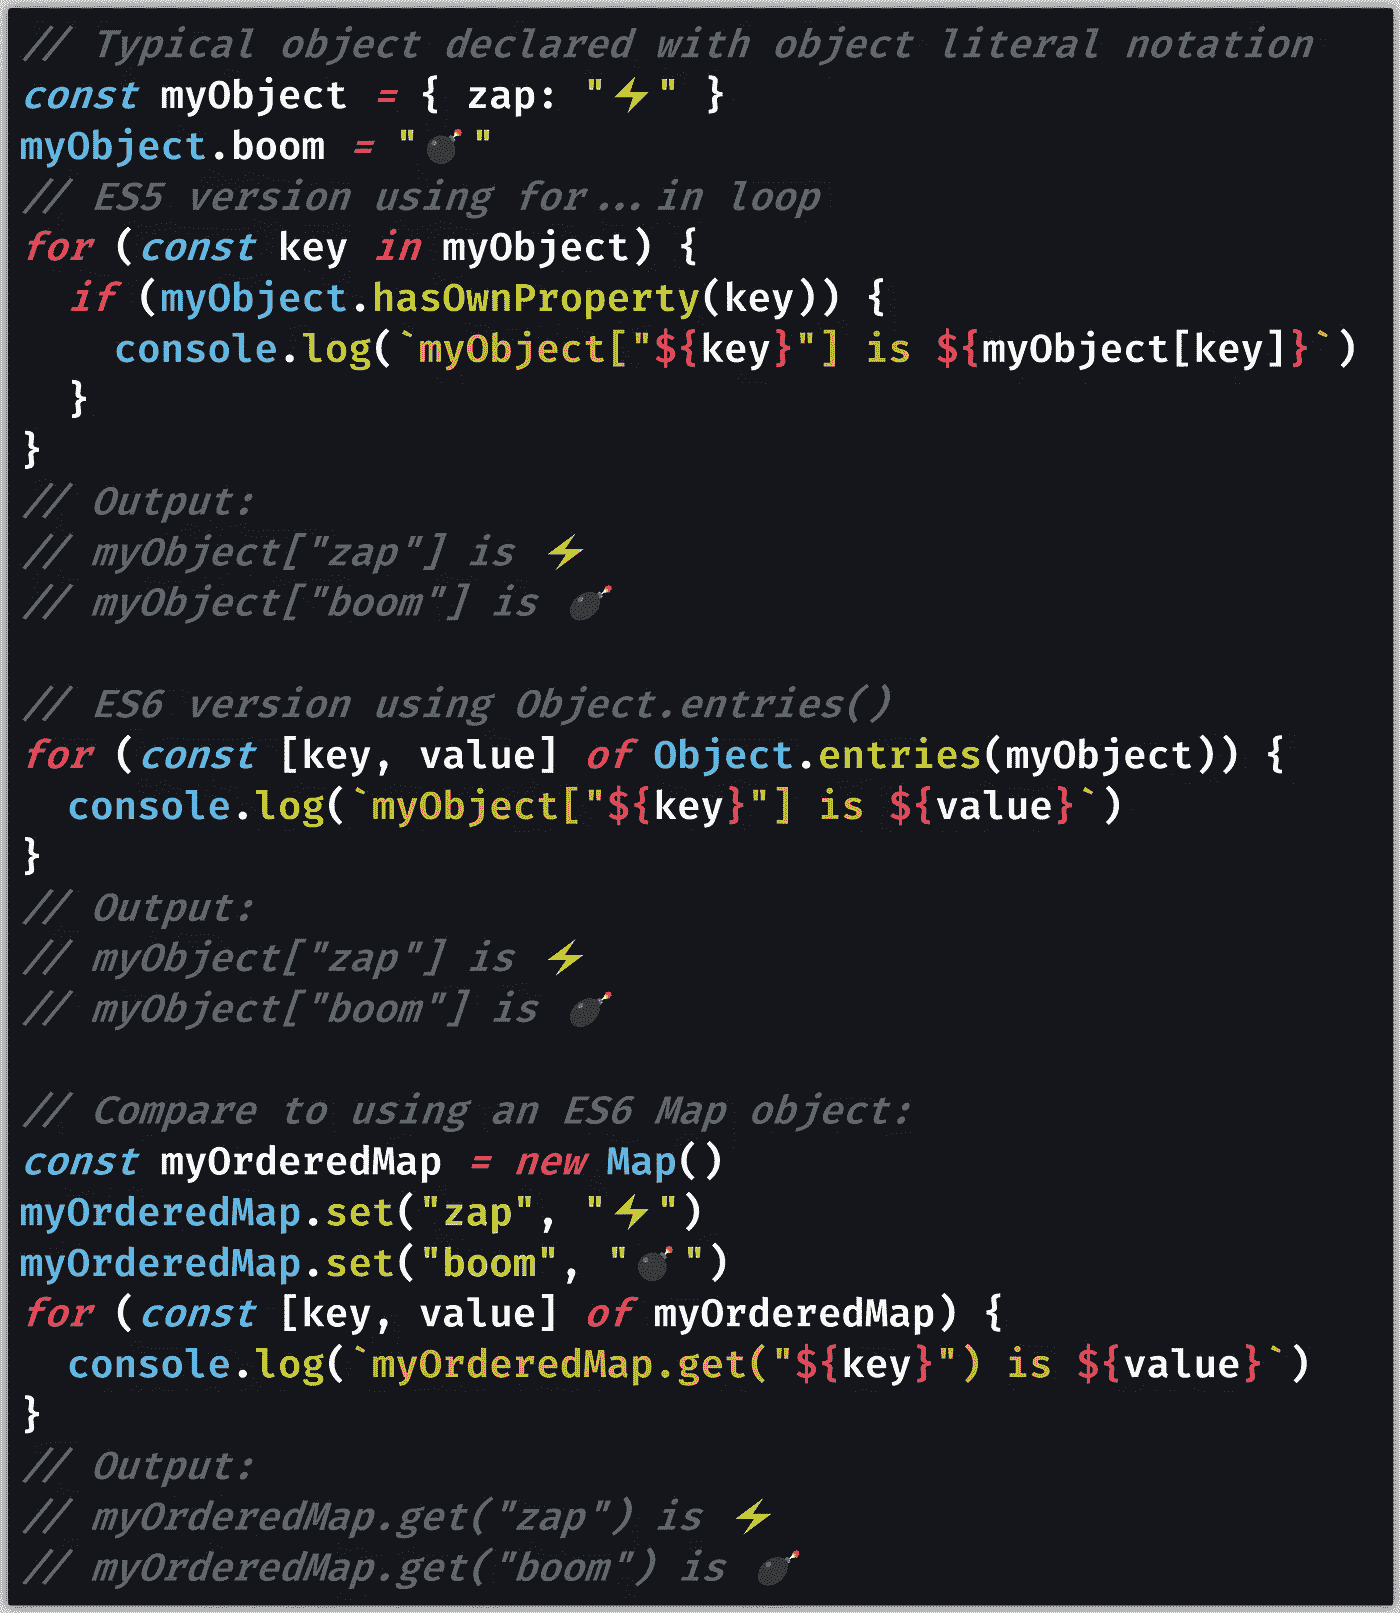 // Typical object declared with object literal notation
const myObject = { zap: "⚡" }
myObject.boom = "💣"
// ES5 version using for...in loop
for (const key in myObject) {
  if (myObject.hasOwnProperty(key)) {
    console.log(`myObject["${key}"] is ${myObject[key]}`)
  }
}
// Output:
// myObject["zap"] is ⚡
// myObject["boom"] is 💣

// ES6 version using Object.entries()
for (const [key, value] of Object.entries(myObject)) {
  console.log(`myObject["${key}"] is ${value}`)
}
// Output:
// myObject["zap"] is ⚡
// myObject["boom"] is 💣

// Compare to using an ES6 Map object:
const myOrderedMap = new Map()
myOrderedMap.set("zap", "⚡")
myOrderedMap.set("boom", "💣")
for (const [key, value] of myOrderedMap) {
  console.log(`myOrderedMap.get("${key}") is ${value}`)
}
// Output:
// myOrderedMap.get("zap") is ⚡
// myOrderedMap.get("boom") is 💣